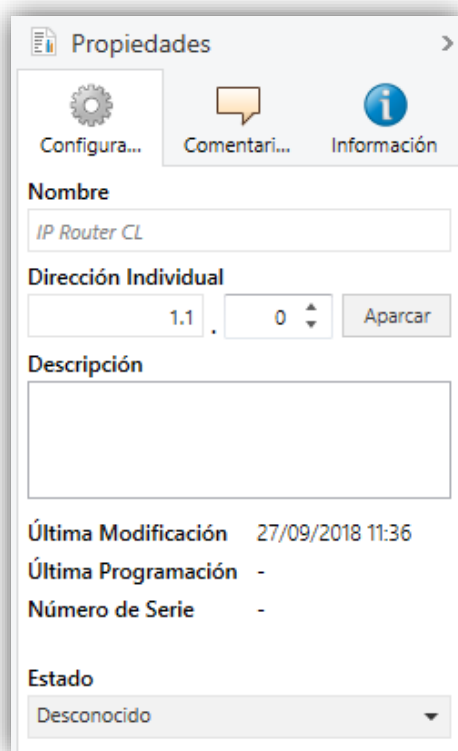 Propiedades
Configura... Comentari... Información
Nombre
IP Router CL
Dirección Individual
1.1 . 0 Aparcar
Descripción
Última Modificación 27/09/2018 11:36
Última Programación -
Número de Serie -
Estado
Desconocido